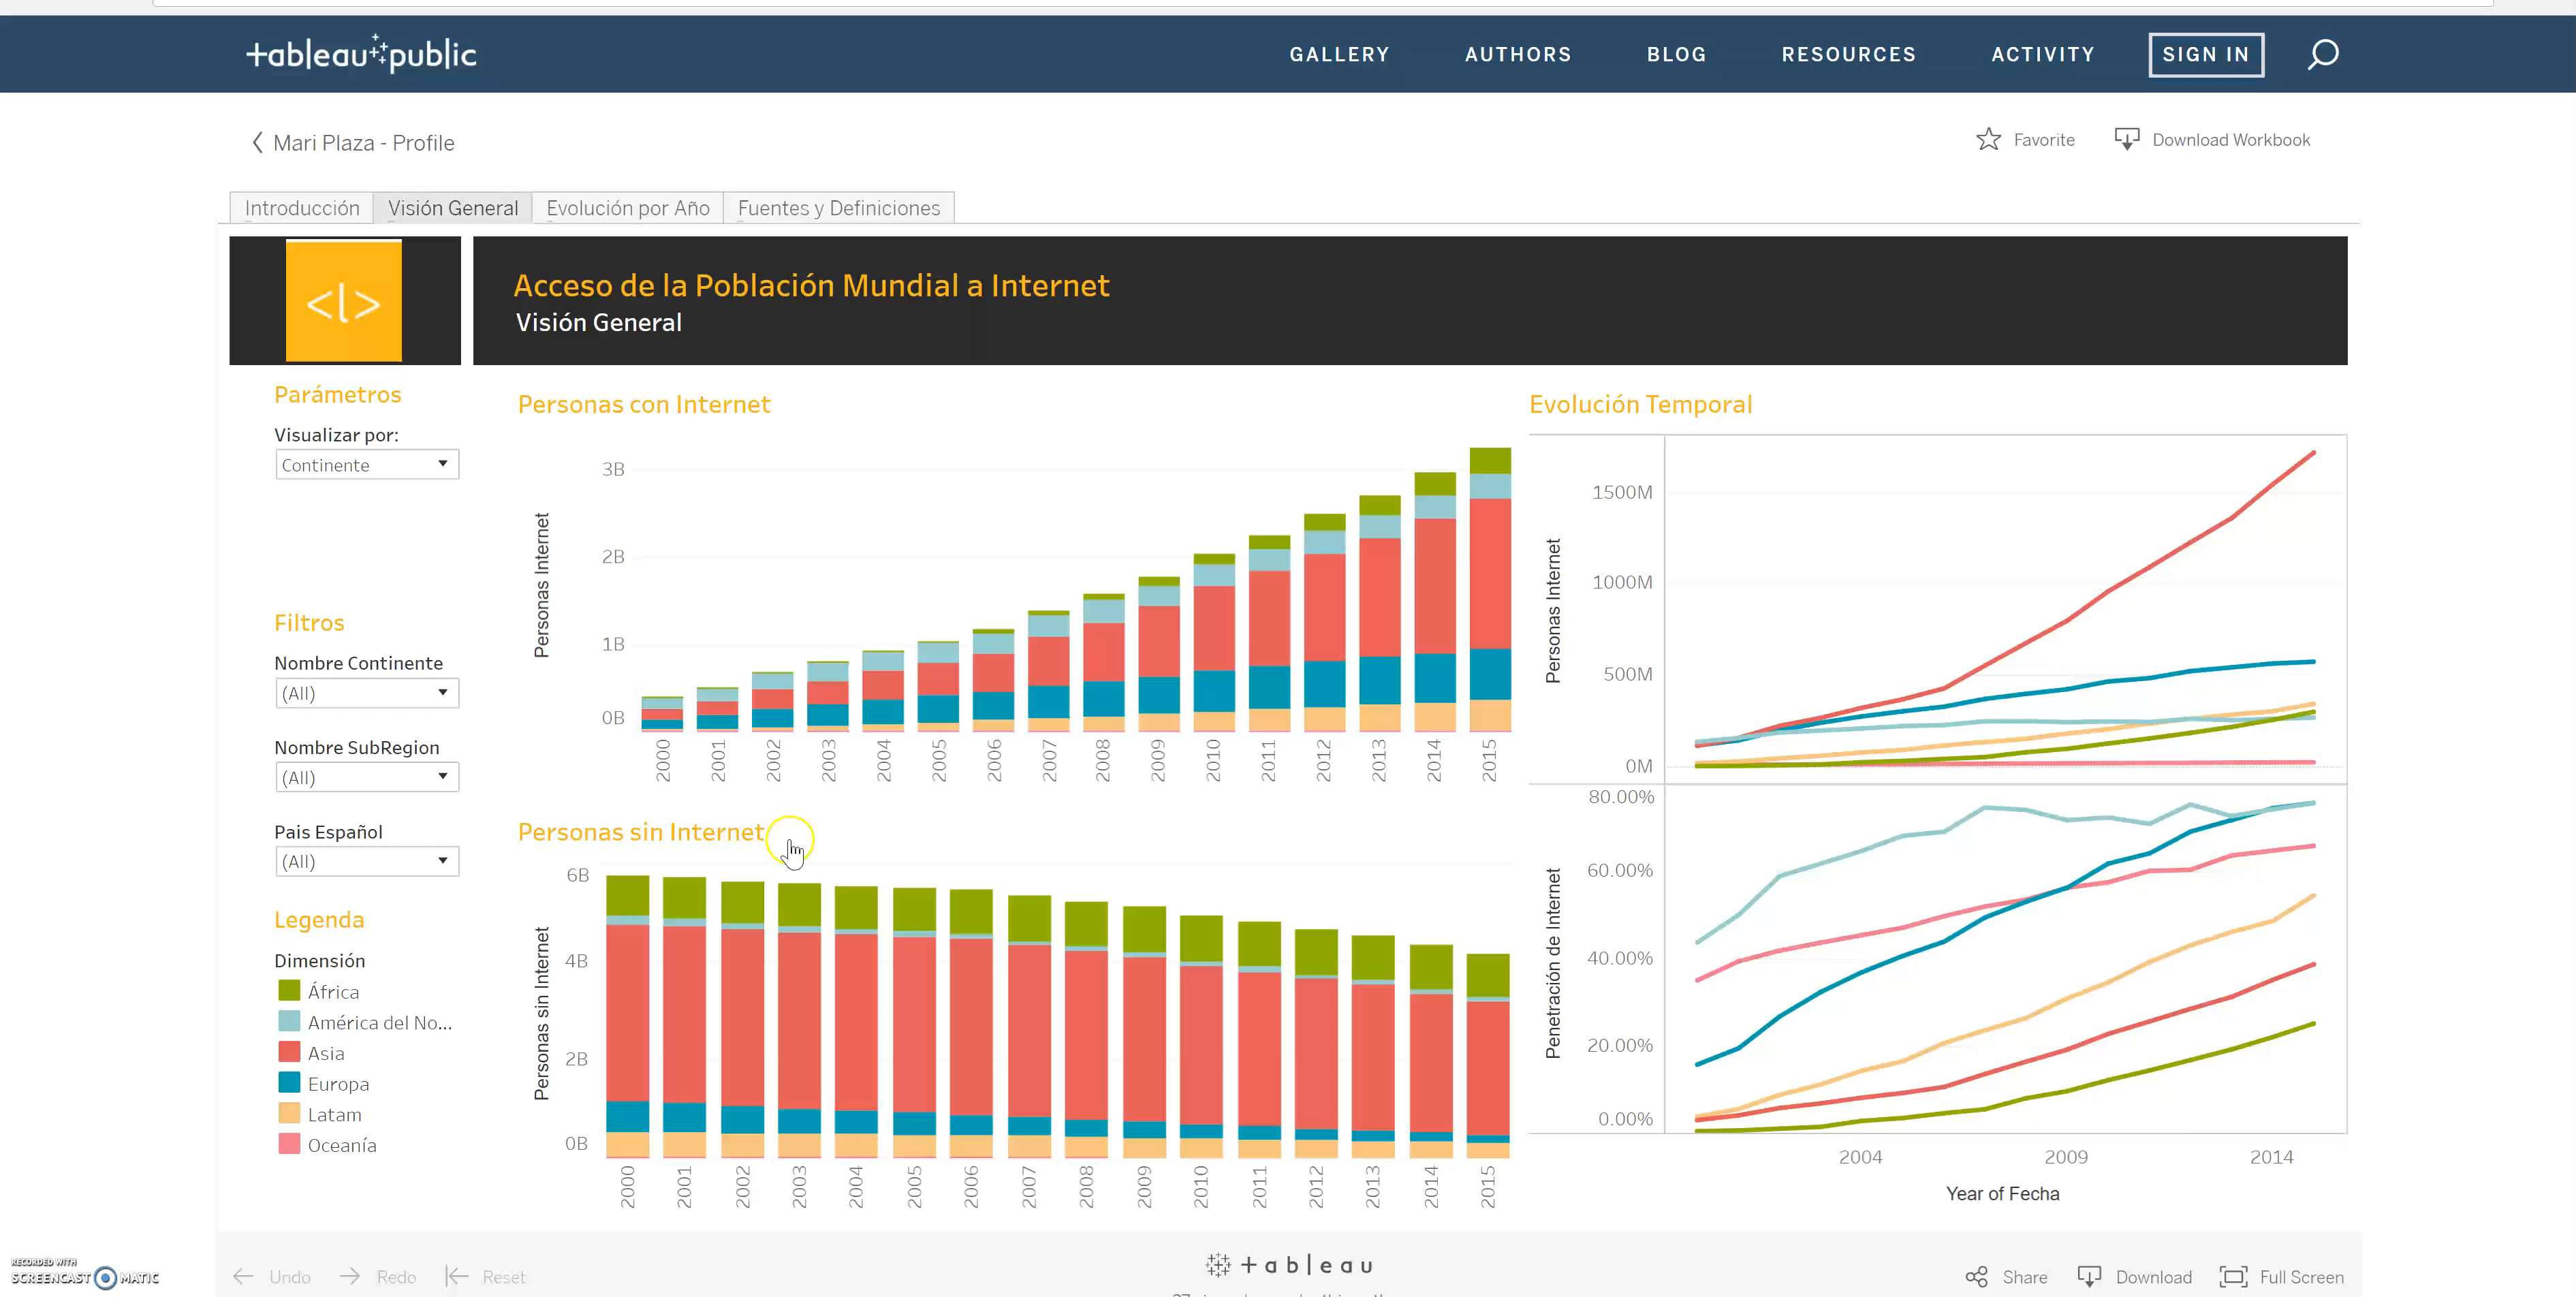 tableau public
GALLERY AUTHORS BLOG RESOURCES ACTIVITY SIGN IN
Mari Plaza - Profile
Favorite Download Workbook
Introducción Visión General Evolución por Año Fuentes y Definiciones
Acceso de la Población Mundial a Internet
Visión General
Parámetros
Visualizar por:
Continente
Filtros
Nombre Continente
(All)
Nombre SubRegion
(All)
Pais Español
(All)
Legenda
Dimensión
África
América del No...
Asia
Europa
Latam
Oceanía
Personas con Internet
Personas Internet
3B
2B
1B
0B
2000 2001 2002 2003 2004 2005 2006 2007 2008 2009 2010 2011 2012 2013 2014 2015
Personas sin Internet
Personas sin Internet
6B
4B
2B
0B
2000 2001 2002 2003 2004 2005 2006 2007 2008 2009 2010 2011 2012 2013 2014 2015
Evolución Temporal
Personas Internet
1500M
1000M
500M
0M
Penetración de Internet
80.00%
60.00%
40.00%
20.00%
0.00%
2004 2009 2014
Year of Fecha
RECORDED WITH
SCREENCAST MATIC
Undo Redo Reset
tableau
Share Download Full Screen